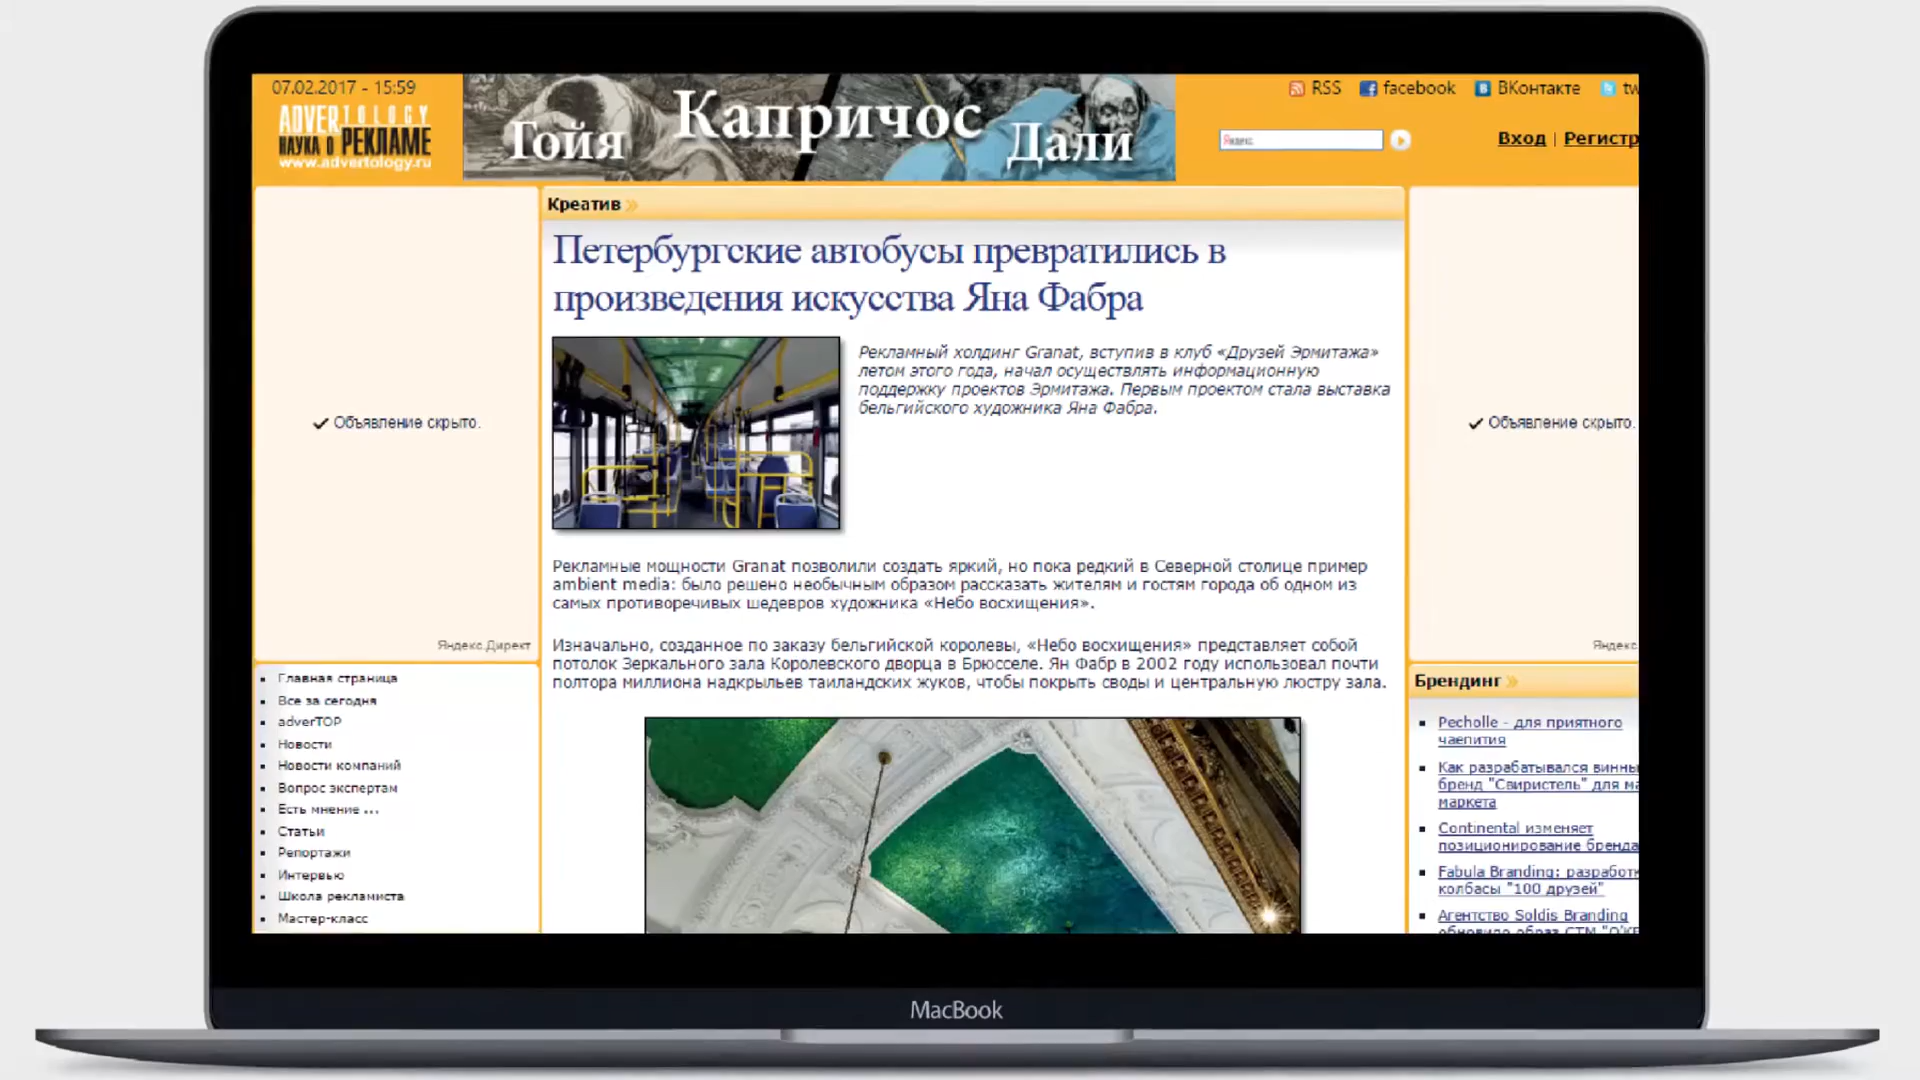 07.02.2017 - 15:59
ADVERTOLOGY
НАУКА О РЕКЛАМЕ
www.advertology.ru
Гойя Капричос Дали
RSS facebook ВКонтакте tw
Яндекс
Вход | Регистр
Креатив
Петербургские автобусы превратились в
произведения искусства Яна Фабра
Рекламный холдинг Granat, вступив в клуб «Друзей Эрмитажа»
летом этого года, начал осуществлять информационную
поддержку проектов Эрмитажа. Первым проектом стала выставка
бельгийского художника Яна Фабра.
Объявление скрыто.
Объявление скрыто.
Рекламные мощности Granat позволили создать яркий, но пока редкий в Северной столице пример
ambient media: было решено необычным образом рассказать жителям и гостям города об одном из
самых противоречивых шедевров художника «Небо восхищения».
Изначально, созданное по заказу бельгийской королевы, «Небо восхищения» представляет собой
потолок Зеркального зала Королевского дворца в Брюсселе. Ян Фабр в 2002 году использовал почти
полтора миллиона надкрыльев таиландских жуков, чтобы покрыть своды и центральную люстру зала.
Яндекс.Директ
Яндекс
Главная страница
Все за сегодня
adverTOP
Новости
Новости компаний
Вопрос экспертам
Есть мнение ...
Статьи
Репортажи
Интервью
Школа рекламиста
Мастер-класс
Брендинг
Pecholle - для приятного
чаепития
Как разрабатывался винны
бренд "Свиристель" для ма
маркета
Continental изменяет
позиционирование бренда
Fabula Branding: разработк
колбасы "100 друзей"
Агентство Soldis Branding
обновило образ СТМ "О'КЕ
MacBook